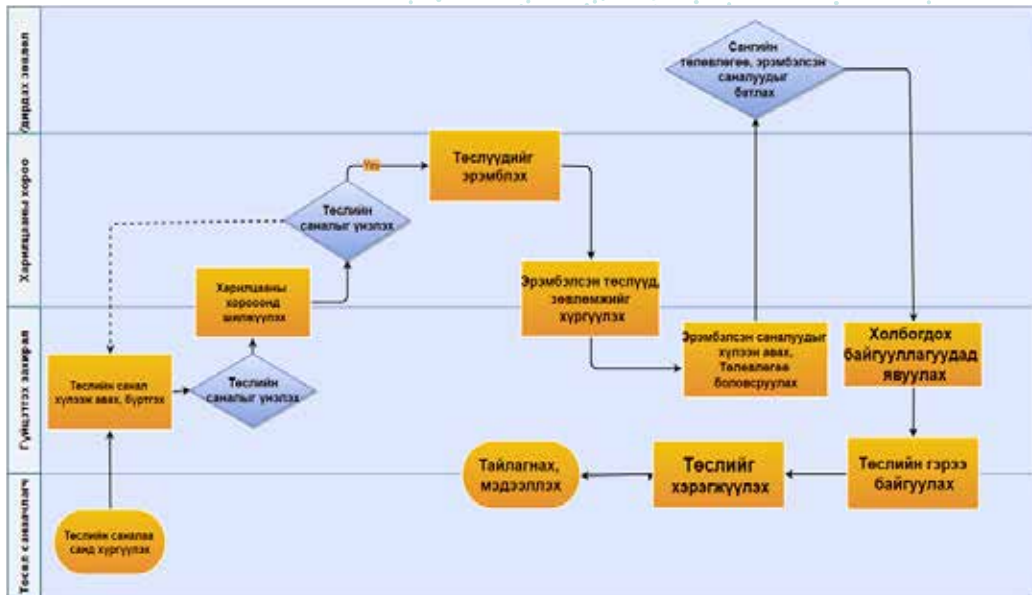 Удирдах зөвлөл
Сангийн
төлөвлөгөө, эрэмбэлсэн
саналуудыг
батлах
Харилцааны хороо
Төслүүдийг
эрэмблэх
Yes
Төслийн
саналыг үнэлэх
Харилцааны
хороонд
шилжүүлэх
Эрэмбэлсэн төслүүд,
зөвлөмжийг
хүргүүлэх
Гүйцэтгэх захирал
Төслийн санал
хүлээж авах, бүртгэх
Төслийн
саналыг үнэлэх
Эрэмбэлсэн саналуудыг
хүлээн авах,
Төлөвлөгөө
боловсруулах
Холбогдох
байгууллагуудад
явуулах
Төслийн гэрээ
байгуулах
Төслийг
хэрэгжүүлэх
Тайлагнах,
мэдээллэх
Төсөл санаачлагч
Төслийн саналаа
санд хүргүүлэх